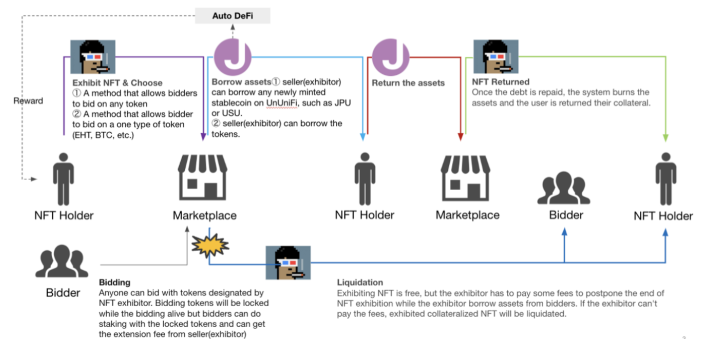 Auto DeFi
Exhibit NFT & Choose
① A method that allows bidders
to bid on any token
② A method that allows bidder
to bid on a one type of token
(EHT, BTC, etc.)
Borrow assets① seller(exhibitor)
can borrow any newly minted
stablecoin on UnUniFi, such as JPU
or USU.
② seller(exhibitor) can borrow the
tokens.
Return the assets
NFT Returned
Once the debt is repaid, the system burns the
assets and the user is returned their collateral.
Reward
NFT Holder
Marketplace
NFT Holder
Marketplace
Bidder
NFT Holder
Bidder
Bidding
Anyone can bid with tokens designated by
NFT exhibitor. Bidding tokens will be locked
while the bidding alive but bidders can do
staking with the locked tokens and can get
the extension fee from seller(exhibitor)
Liquidation
Exhibiting NFT is free, but the exhibitor has to pay some fees to postpone the end of
NFT exhibition while the exhibitor borrow assets from bidders. If the exhibitor can't
pay the fees, exhibited collateralized NFT will be liquidated.